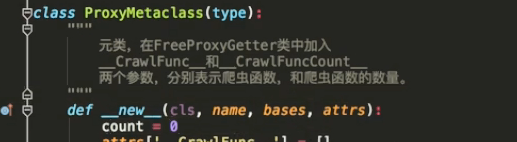 class ProxyMetaclass(type):
"""
元类，在FreeProxyGetter类中加入
__CrawlFunc__和__CrawlFuncCount__
两个参数，分别表示爬虫函数，和爬虫函数的数量。
"""
def __new__(cls, name, bases, attrs):
count = 0
attrs['__CrawlFunc__'] = []